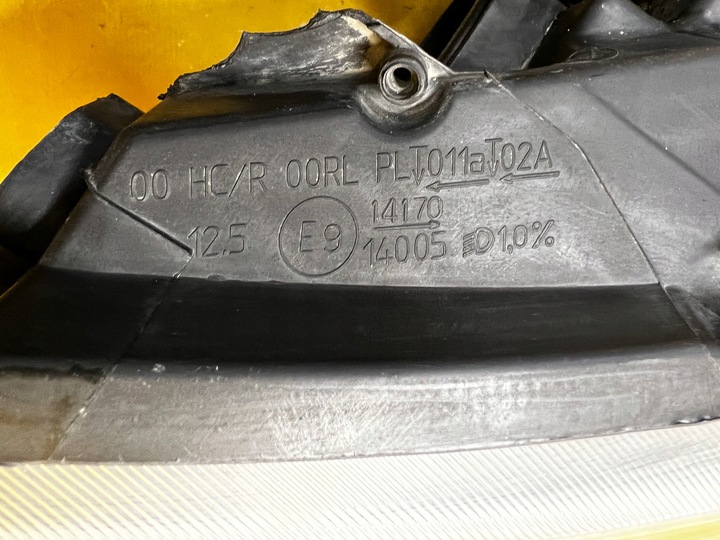 00 HC/R 00RL PL 011a 02A
14170
12,5 E9 14005 1,0%